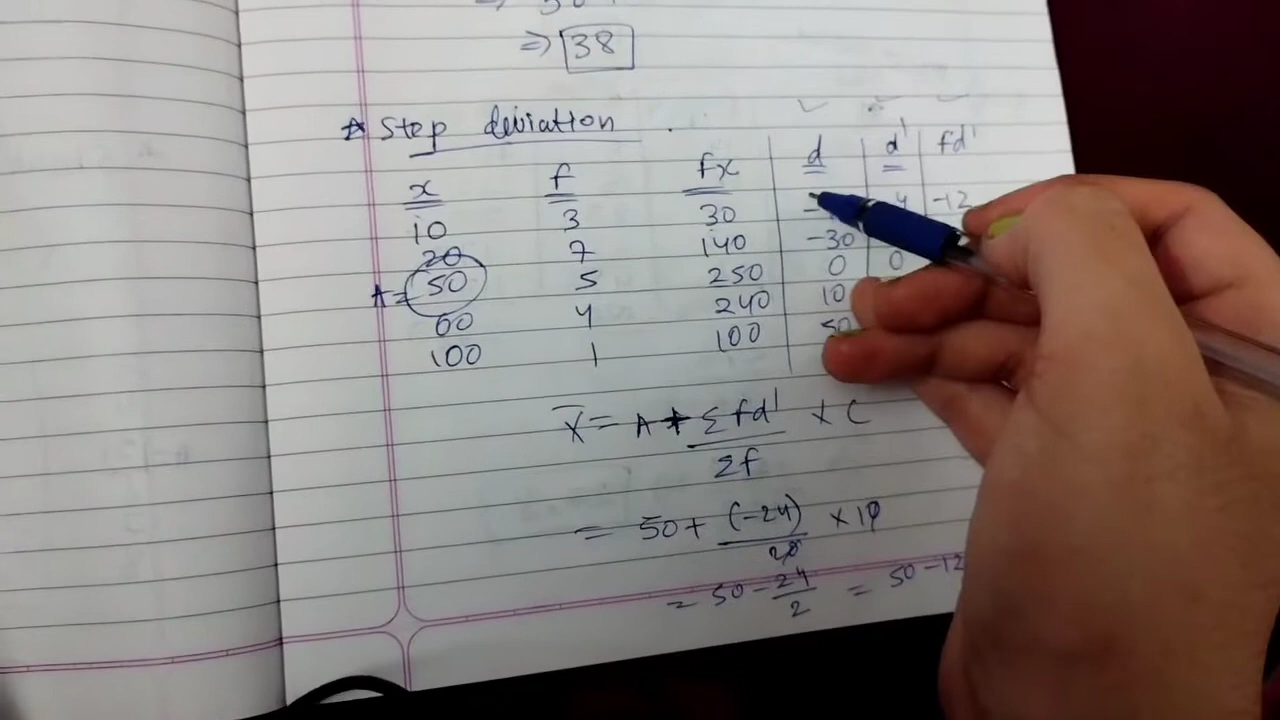 ⇒ 38
* Step deviation
x f fx d d' fd'
10 3 30 -12
20 7 140 -30
A = 50 5 250 0 0
60 4 240 10
100 1 100 50
X̄ = A + Σfd' / Σf × C
= 50 + (-24) / 20 × 10
= 50 - 24 / 2 = 50 - 12